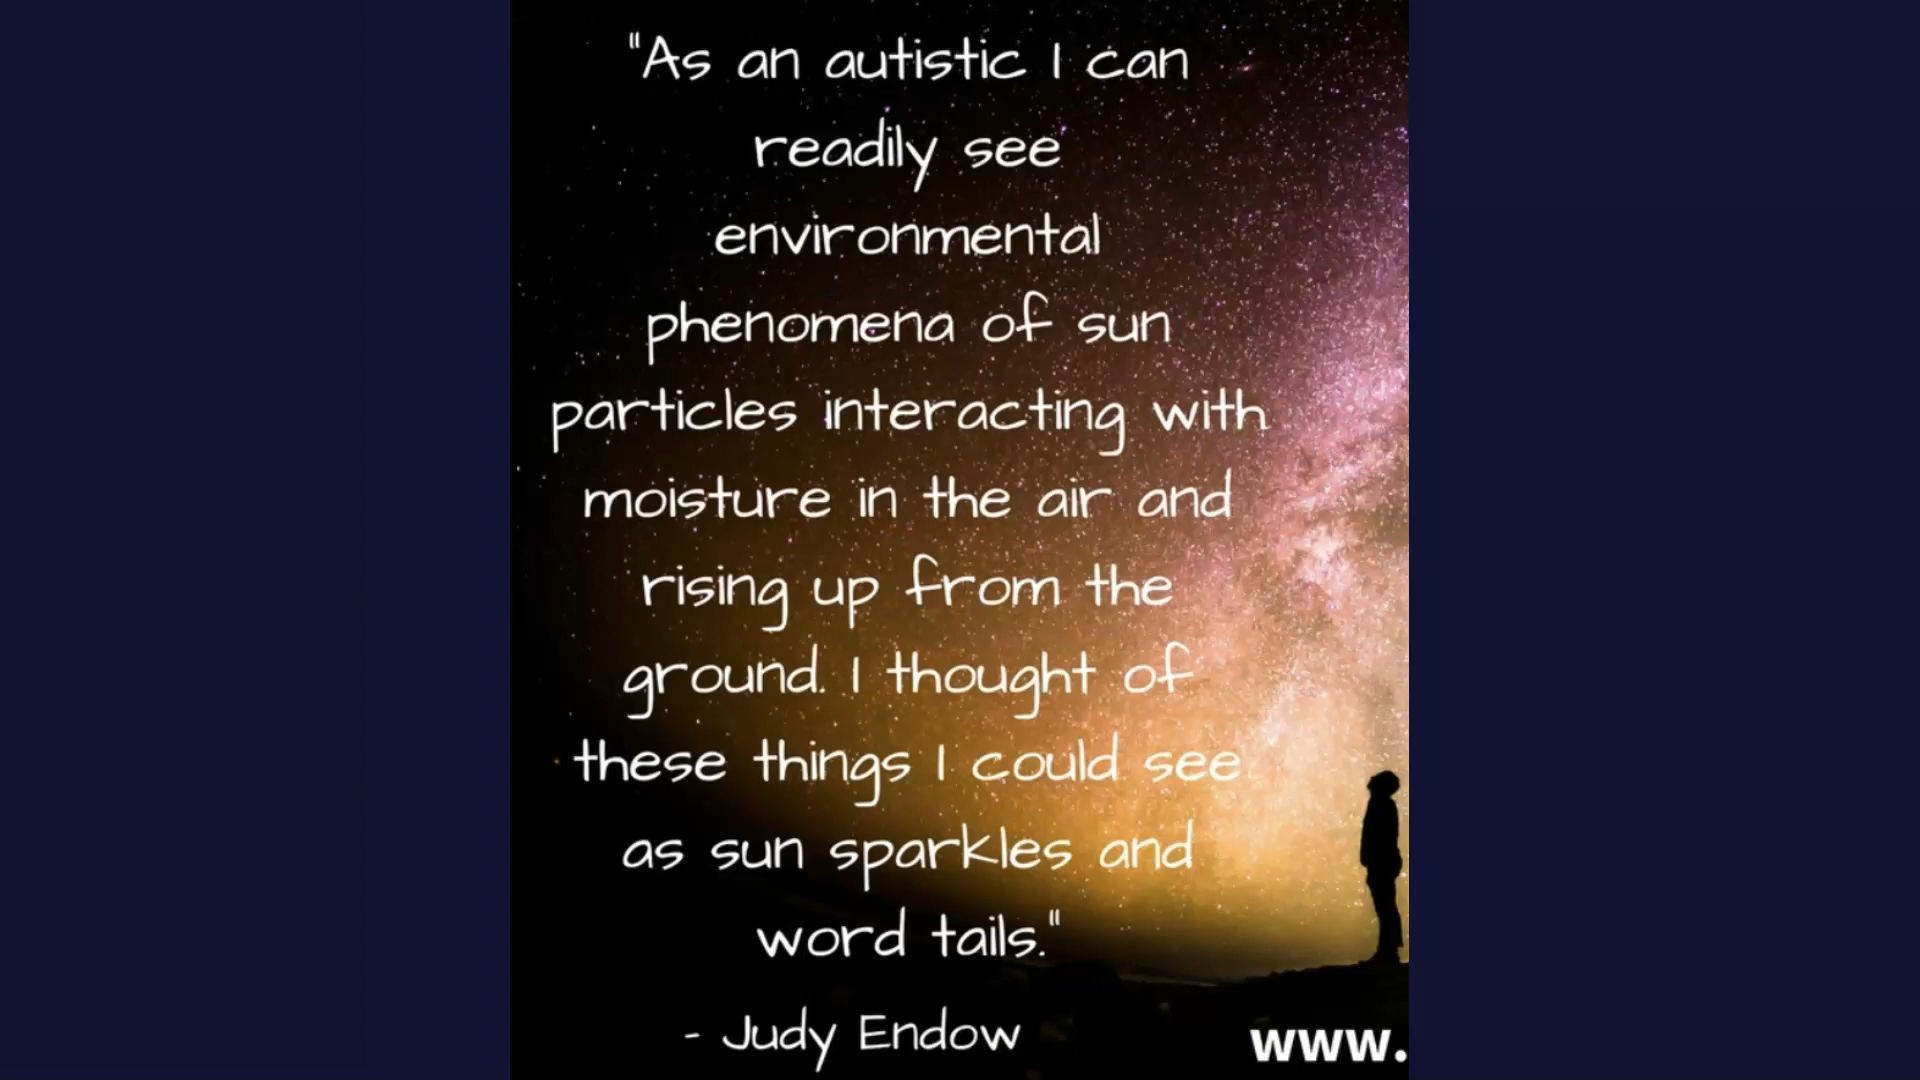 "As an autistic I can
readily see
environmental
phenomena of sun
particles interacting with
moisture in the air and
rising up from the
ground. I thought of
these things I could see
as sun sparkles and
word tails."
- Judy Endow
www.